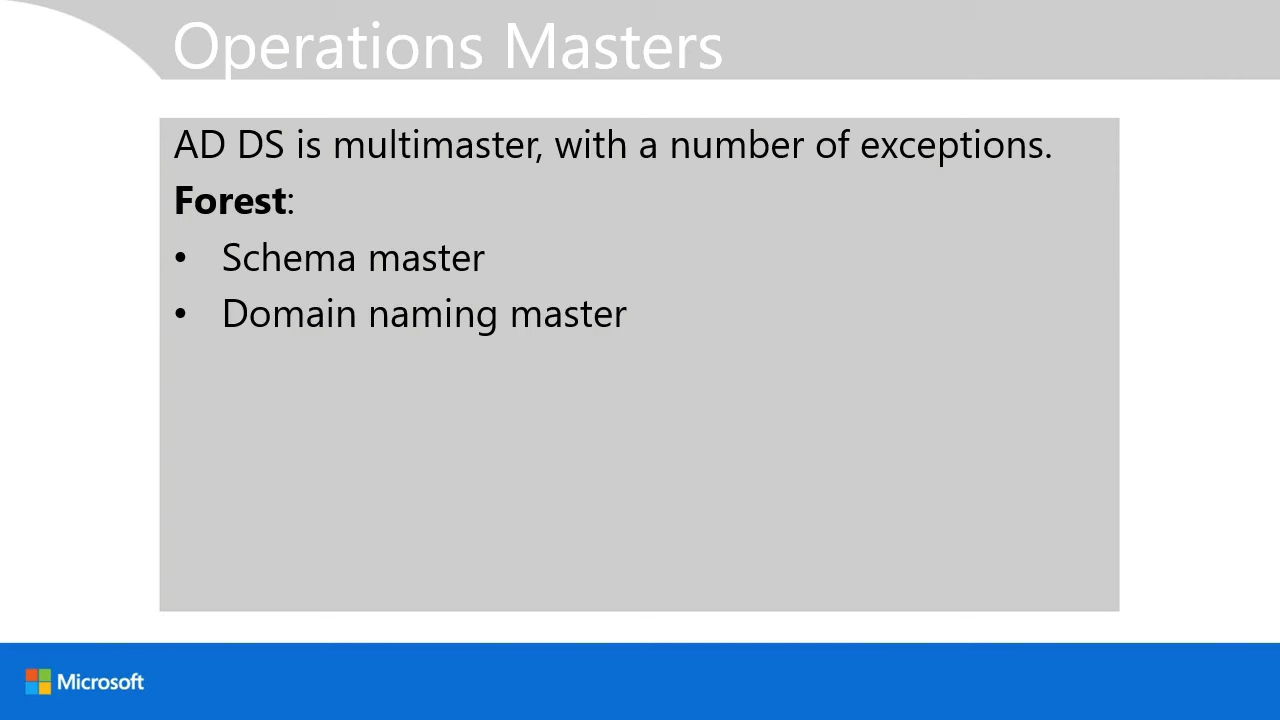 Operations Masters
AD DS is multimaster, with a number of exceptions.
Forest:
• Schema master
• Domain naming master
Microsoft